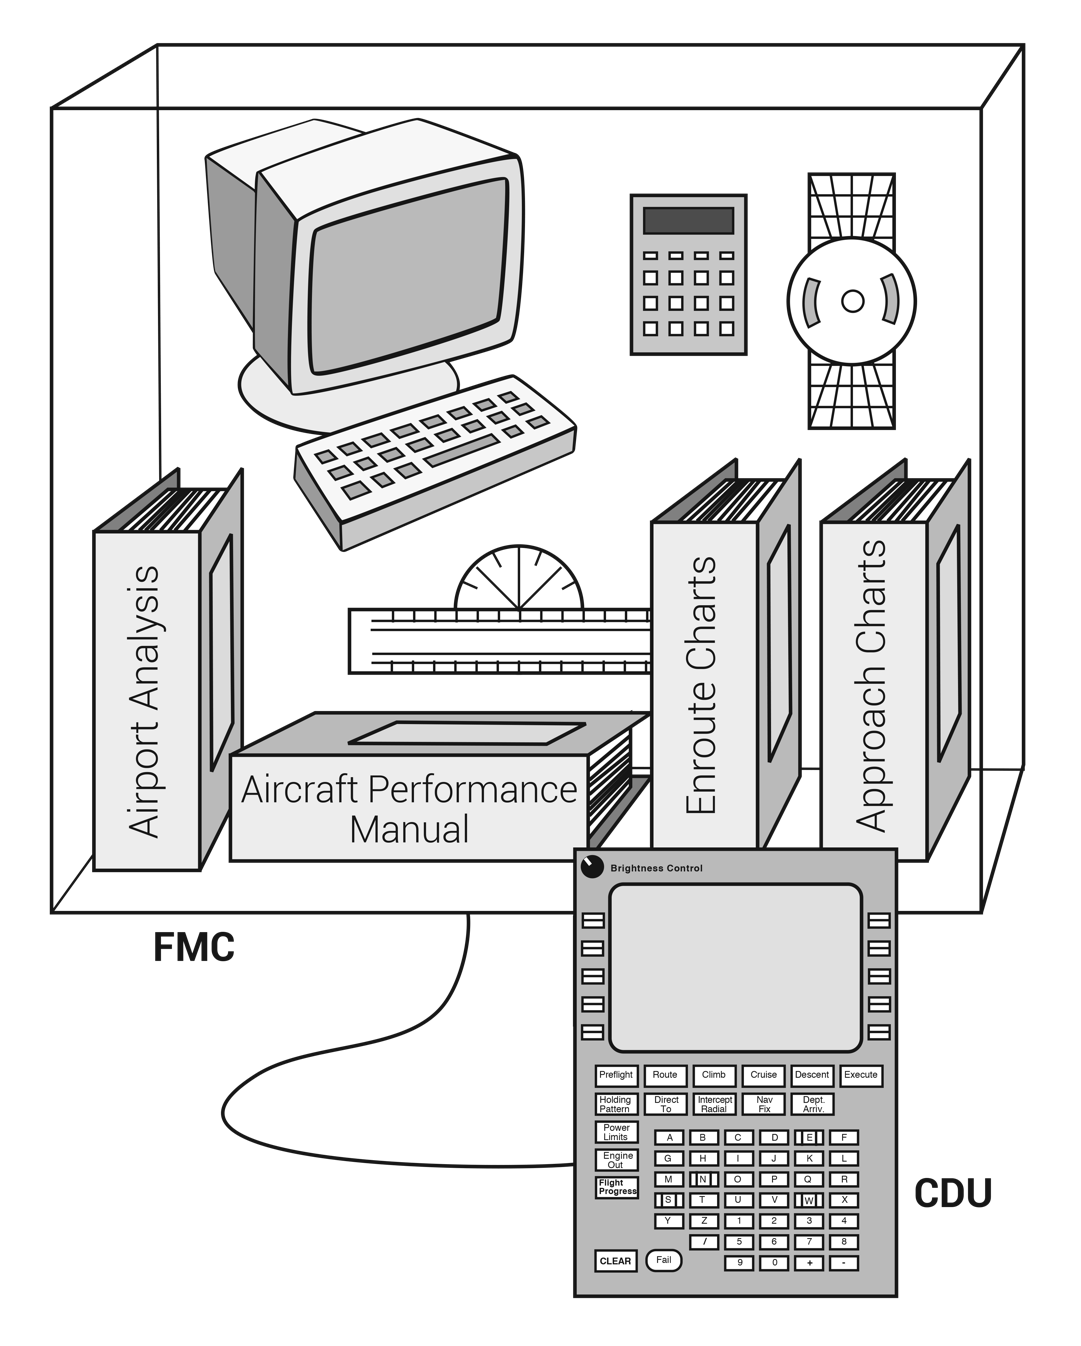 Airport Analysis
Aircraft Performance
Manual
Enroute Charts
Approach Charts
FMC
Brightness Control
Preflight Route Climb Cruise Descent Execute
Holding
Pattern
Direct
To
Intercept
Radial
Nav
Fix
Dept.
Arriv.
Power
Limits
Engine
Out
Flight
Progress
A B C D E F
G H I J K L
M N O P Q R
S T U V W X
Y Z 1 2 3 4
/ 5 6 7 8
CLEAR Fail 9 0 + -
CDU